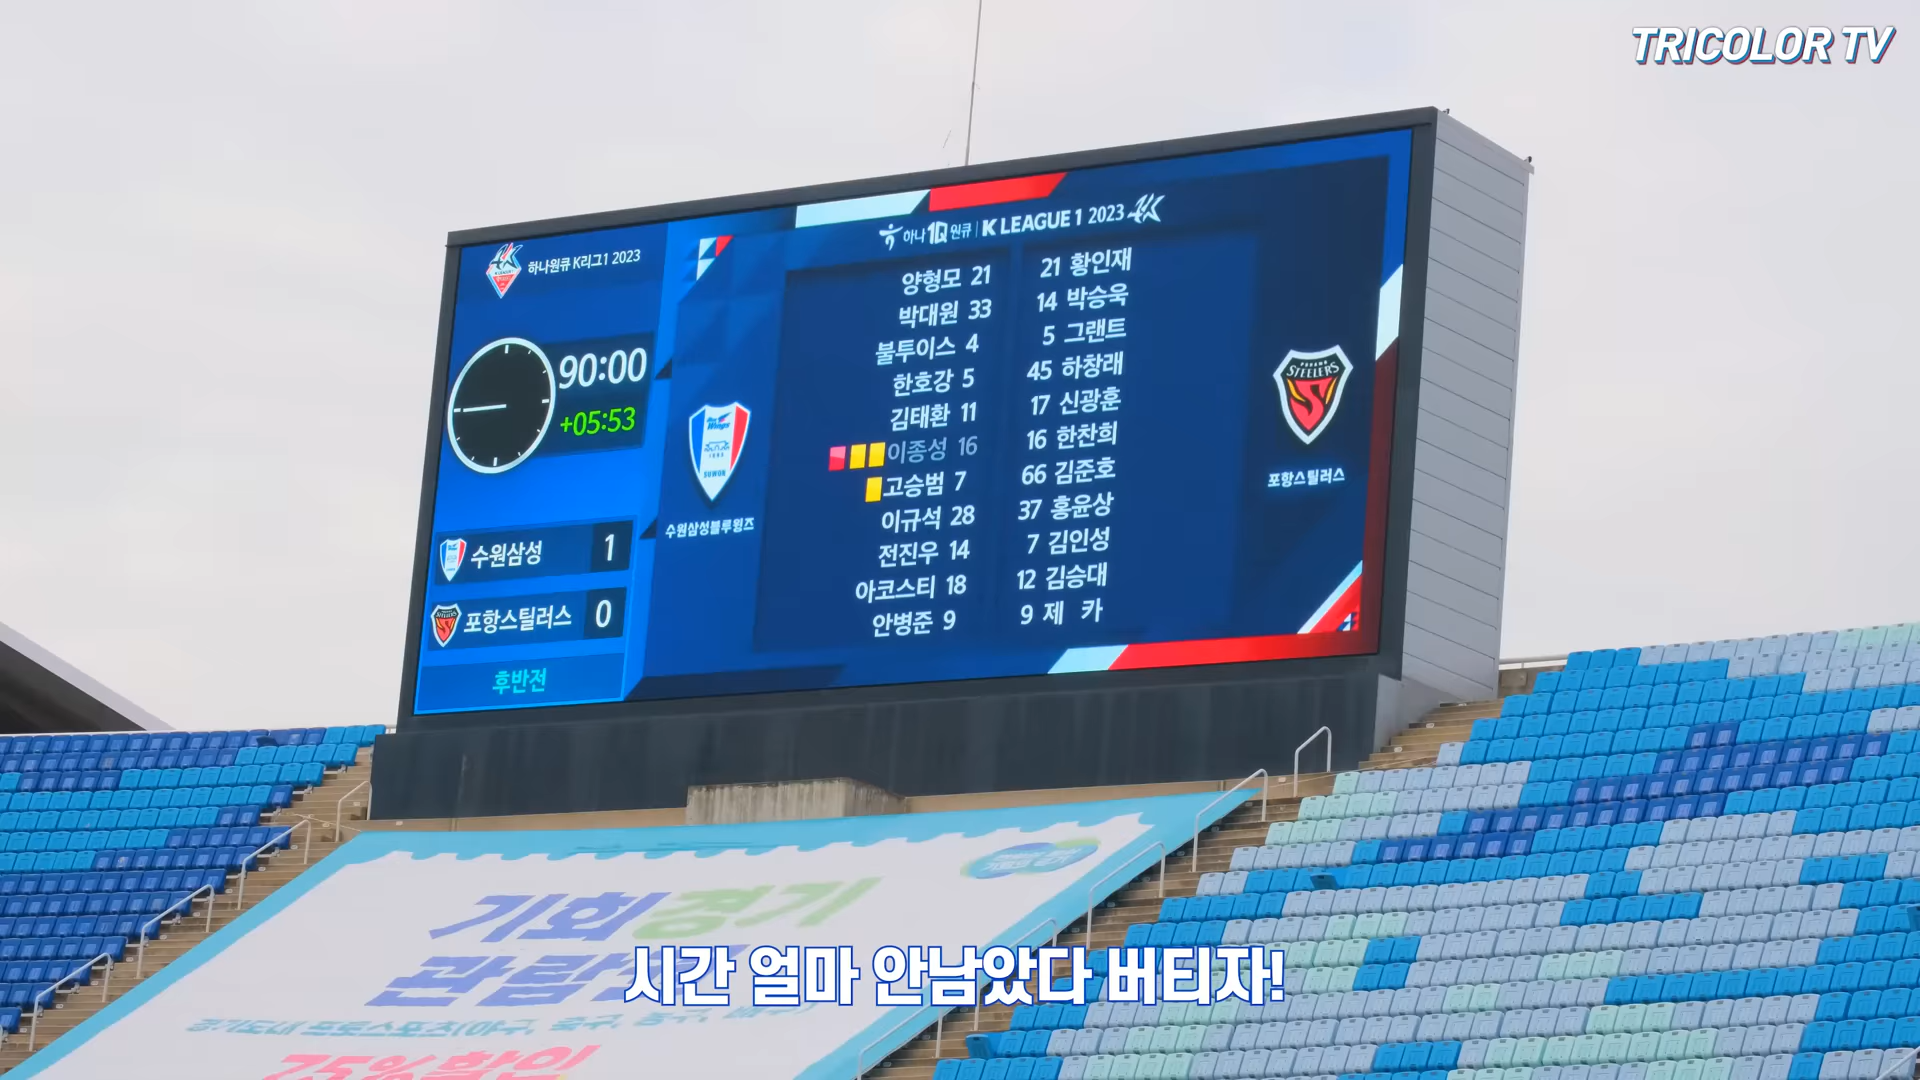 TRICOLOR TV
하나원큐 K리그1 2023
하나 1Q 원큐 | K LEAGUE 1 2023
90:00
+05:53
수원삼성 1
포항스틸러스 0
후반전
수원삼성블루윙즈
양형모 21
박대원 33
불투이스 4
한호강 5
김태환 11
이종성 16
고승범 7
이규석 28
전진우 14
아코스티 18
안병준 9
21 황인재
14 박승욱
5 그랜트
45 하창래
17 신광훈
16 한찬희
66 김준호
37 홍윤상
7 김인성
12 김승대
9 제 카
STEELERS
포항스틸러스
기회경기
관람
75%할인
시간 얼마 안남았다 버티자!